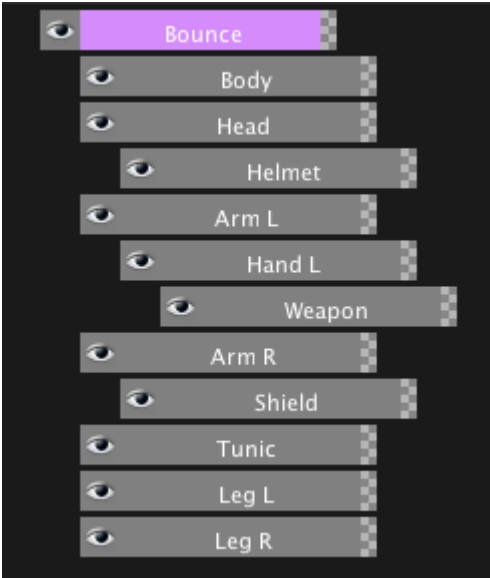 Bounce
Body
Head
Helmet
Arm L
Hand L
Weapon
Arm R
Shield
Tunic
Leg L
Leg R